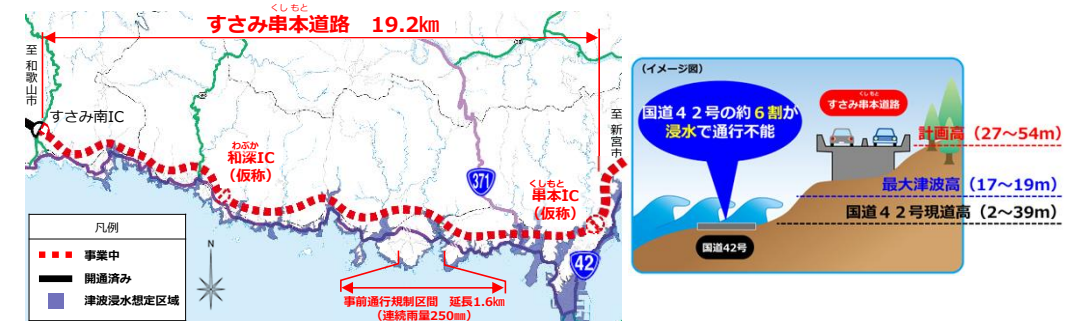 くしもと
すさみ串本道路 19.2㎞
至 和歌山市
すさみ南IC
わぶか
和深IC
（仮称）
371
くしもと
串本IC
（仮称）
至 新宮市
42
凡例
事業中
開通済み
津波浸水想定区域
N
事前通行規制区間 延長1.6㎞
（連続雨量250㎜）
（イメージ図）
国道４２号の約６割が
浸水で通行不能
くしもと
すさみ串本道路
計画高（27～54m）
最大津波高（17～19m）
国道４２号現道高（2～39m）
国道42号